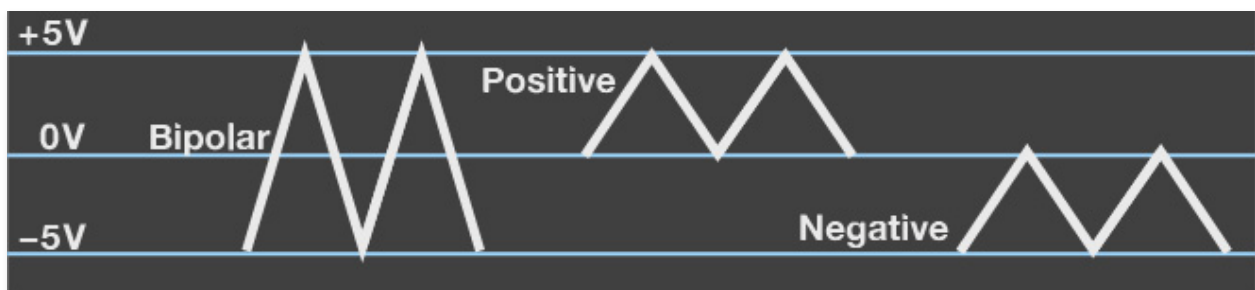 +5V
Positive
0V
Bipolar
Negative
–5V